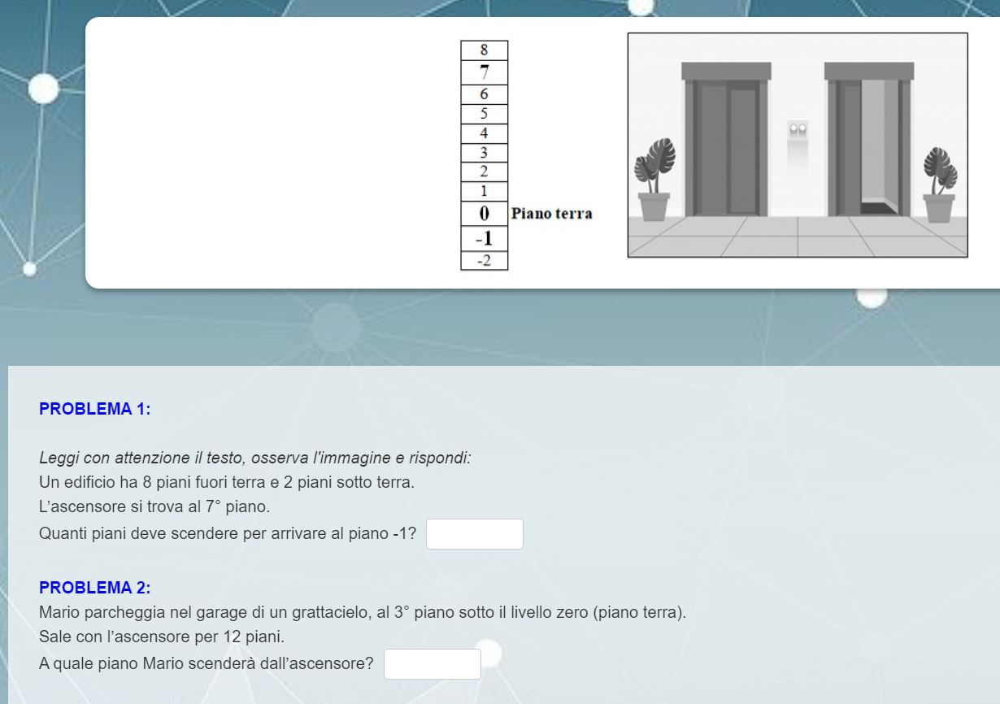 8
7
6
5
4
3
2
1
0 Piano terra
-1
-2
PROBLEMA 1:
Leggi con attenzione il testo, osserva l'immagine e rispondi:
Un edificio ha 8 piani fuori terra e 2 piani sotto terra.
L’ascensore si trova al 7° piano.
Quanti piani deve scendere per arrivare al piano -1?
PROBLEMA 2:
Mario parcheggia nel garage di un grattacielo, al 3° piano sotto il livello zero (piano terra).
Sale con l’ascensore per 12 piani.
A quale piano Mario scenderà dall’ascensore?